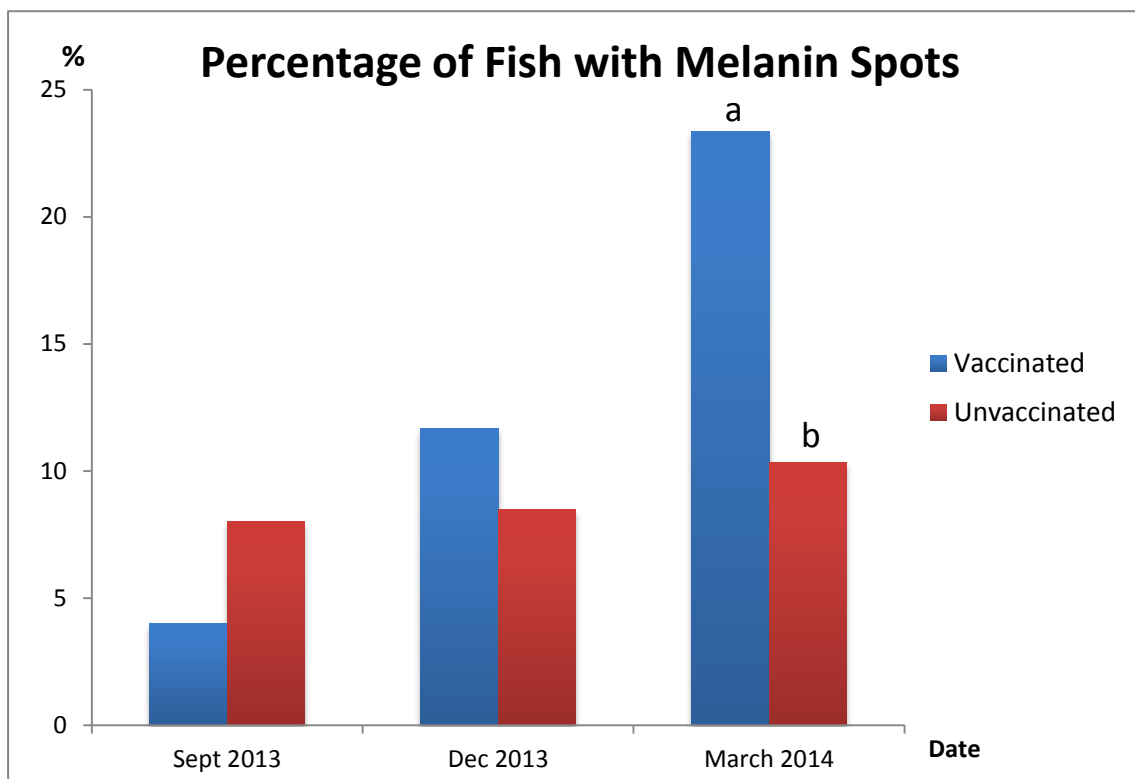 % Percentage of Fish with Melanin Spots
25
20
15
10
5
0
a
b
Vaccinated
Unvaccinated
Sept 2013 Dec 2013 March 2014 Date